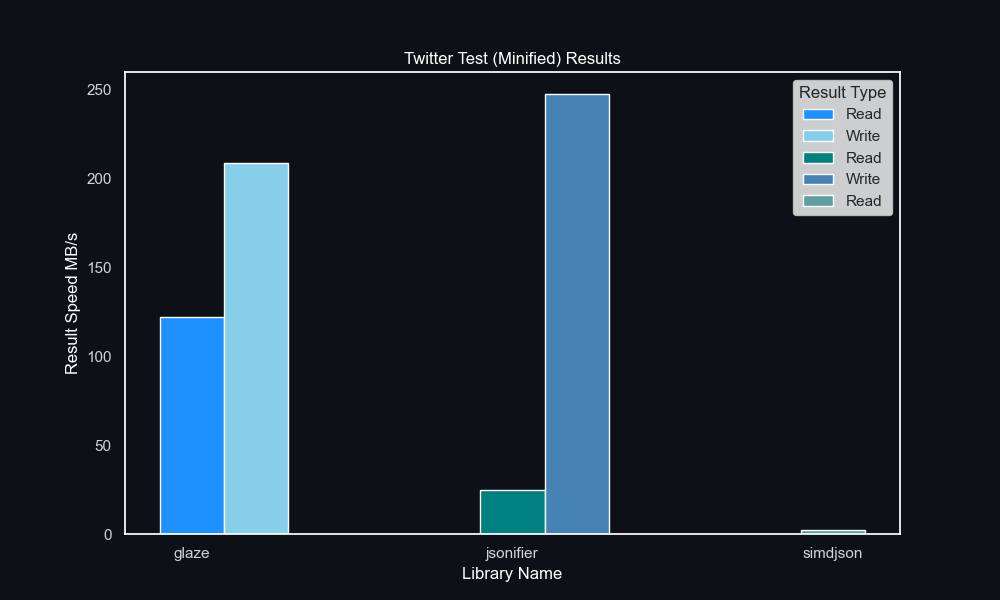 Twitter Test (Minified) Results
Result Type
Read
Write
Read
Write
Read
250
200
150
100
50
0
Result Speed MB/s
glaze
jsonifier
simdjson
Library Name